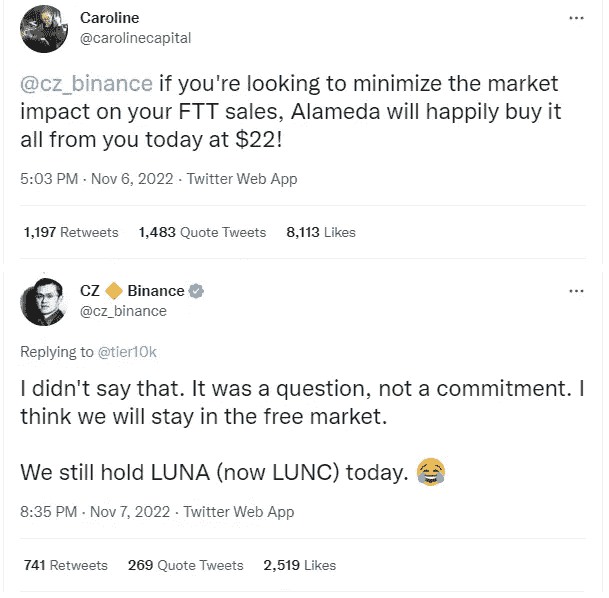 Caroline
@carolinecapital
@cz_binance if you're looking to minimize the market
impact on your FTT sales, Alameda will happily buy it
all from you today at $22!
5:03 PM · Nov 6, 2022 · Twitter Web App
1,197 Retweets 1,483 Quote Tweets 8,113 Likes
CZ 🔶 Binance
@cz_binance
Replying to @tier10k
I didn't say that. It was a question, not a commitment. I
think we will stay in the free market.
We still hold LUNA (now LUNC) today. 😂
8:35 PM · Nov 7, 2022 · Twitter Web App
741 Retweets 269 Quote Tweets 2,519 Likes